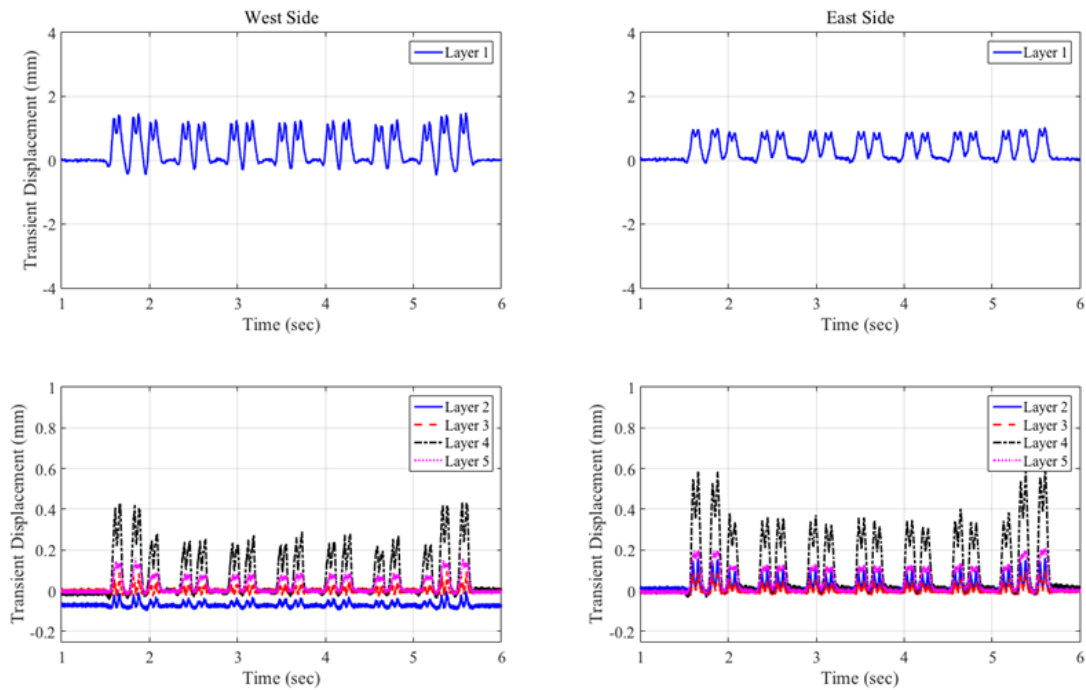 West Side
4
2
0
-2
-4
Transient Displacement (mm)
Layer 1
1 2 3 4 5 6
Time (sec)
East Side
4
2
0
-2
-4
Transient Displacement (mm)
Layer 1
1 2 3 4 5 6
Time (sec)
1
0.8
0.6
0.4
0.2
0
-0.2
Transient Displacement (mm)
Layer 2
Layer 3
Layer 4
Layer 5
1 2 3 4 5 6
Time (sec)
1
0.8
0.6
0.4
0.2
0
-0.2
Transient Displacement (mm)
Layer 2
Layer 3
Layer 4
Layer 5
1 2 3 4 5 6
Time (sec)